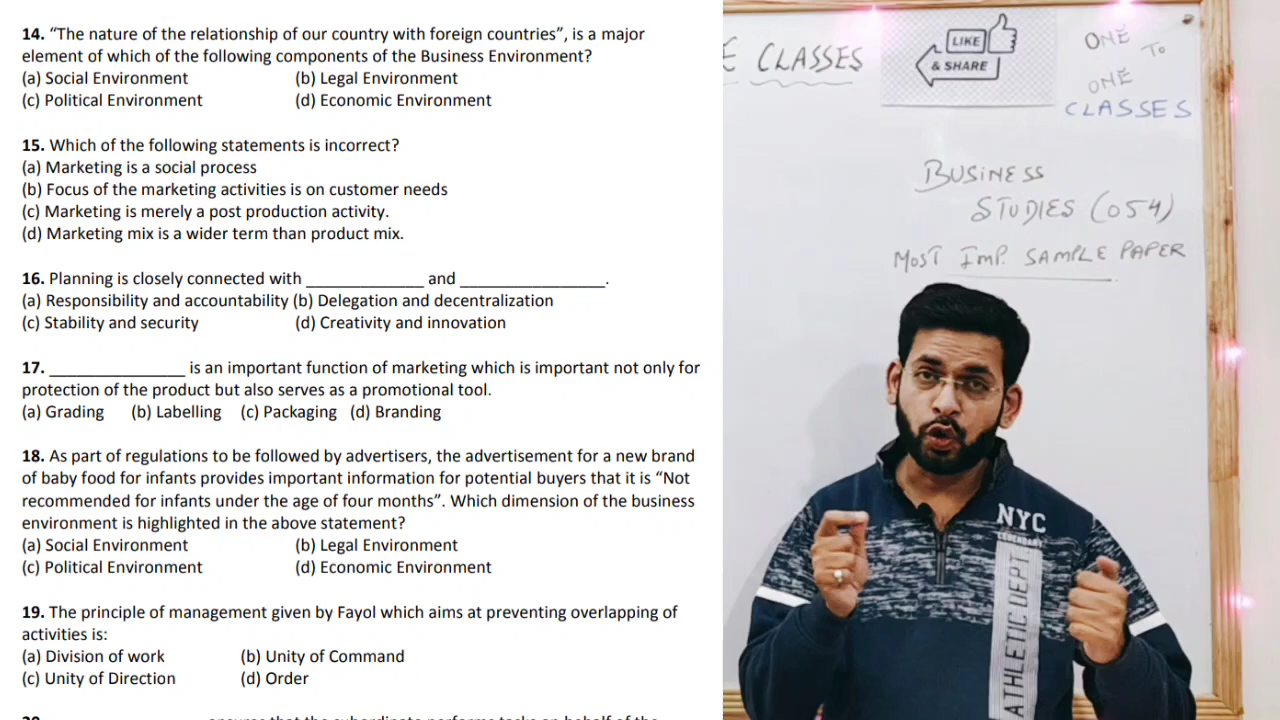 14. “The nature of the relationship of our country with foreign countries”, is a major
element of which of the following components of the Business Environment?
(a) Social Environment (b) Legal Environment
(c) Political Environment (d) Economic Environment
15. Which of the following statements is incorrect?
(a) Marketing is a social process
(b) Focus of the marketing activities is on customer needs
(c) Marketing is merely a post production activity.
(d) Marketing mix is a wider term than product mix.
16. Planning is closely connected with _____________ and ________________.
(a) Responsibility and accountability (b) Delegation and decentralization
(c) Stability and security (d) Creativity and innovation
17. _______________ is an important function of marketing which is important not only for
protection of the product but also serves as a promotional tool.
(a) Grading (b) Labelling (c) Packaging (d) Branding
18. As part of regulations to be followed by advertisers, the advertisement for a new brand
of baby food for infants provides important information for potential buyers that it is “Not
recommended for infants under the age of four months”. Which dimension of the business
environment is highlighted in the above statement?
(a) Social Environment (b) Legal Environment
(c) Political Environment (d) Economic Environment
19. The principle of management given by Fayol which aims at preventing overlapping of
activities is:
(a) Division of work (b) Unity of Command
(c) Unity of Direction (d) Order
E CLASSES
LIKE
& SHARE
ONE
To
ONE
CLASSES
BUSINESS
STUDIES (054)
MOST IMP. SAMPLE PAPER
NYC
LEGENDARY
ATHLETIC DEPT